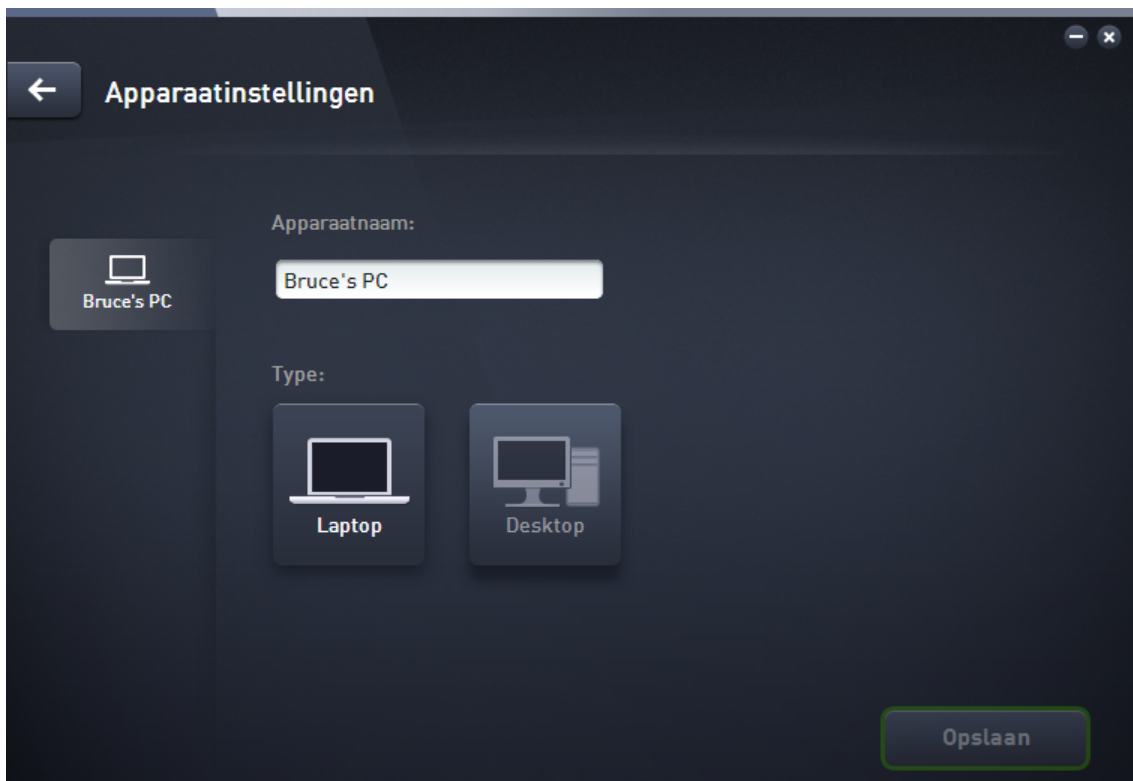 Apparaatinstellingen
Apparaatnaam:
Bruce's PC
Bruce's PC
Type:
Laptop
Desktop
Opslaan